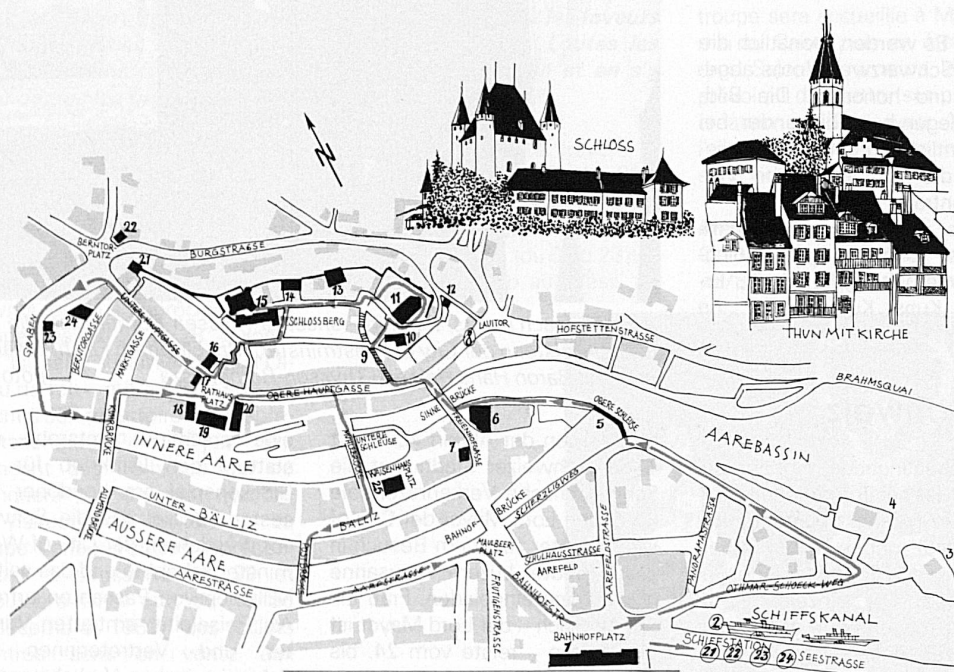 SCHLOSS
N
THUN MIT KIRCHE
22
BERNTOR-
PLATZ
BURGSTRASSE
21
15
14
13
11
12
GRABEN
24
23
BERNTORGASSE
MARKTGASSE
SCHLOSSBERG
10
9
8
LAUITOR
HOFSTETTENSTRASSE
16
17
RATHAUS
PLATZ
OBERE HAUPTGASSE
18
19
20
SINNE
BRÜCKE
FREIENHOFGASSE
6
OBERE SCHLEUSE
5
BRAHMSQUAI
AAREBASSIN
INNERE AARE
UNTERE
SCHLEUSE
WAISENHAUS
PLATZ
25
7
4
3
UNTER-BÄLLIZ
BÄLLIZ
BAHNHOF-
BRÜCKE
SCHERZLIGWEG
ÄUSSERE AARE
AARESTRASSE
AARESTRASSE
MAULBEER-
PLATZ
SCHULHAUSSTRASSE
AAREFELD
AAREFELDSTRASSE
PANORAMASTRASSE
OTHMAR-SCHOECK-WEG
FRUTIGENSTRASSE
BAHNHOFSTR.
BAHNHOFPLATZ
1
SCHIFFSKANAL
2
SCHIFFSTATION
21 22 23 24 SEESTRASSE